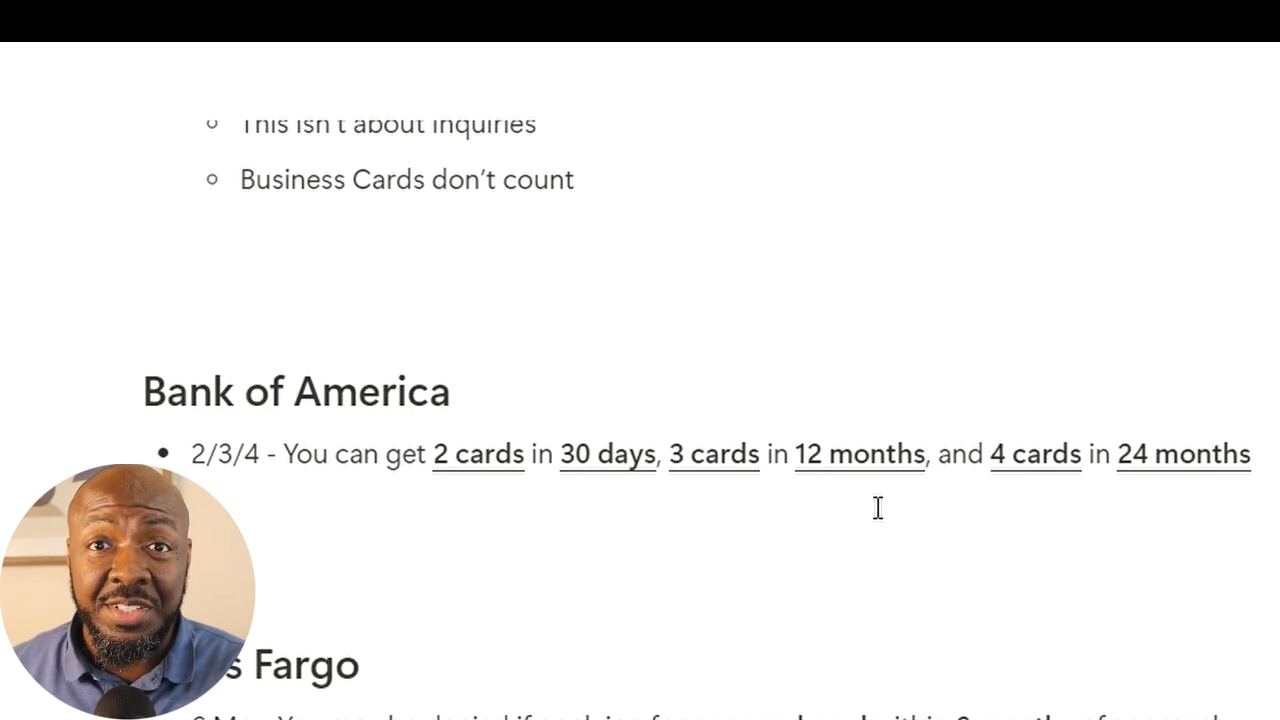 This isn't about inquiries
Business Cards don’t count
Bank of America
2/3/4 - You can get 2 cards in 30 days, 3 cards in 12 months, and 4 cards in 24 months
Fargo